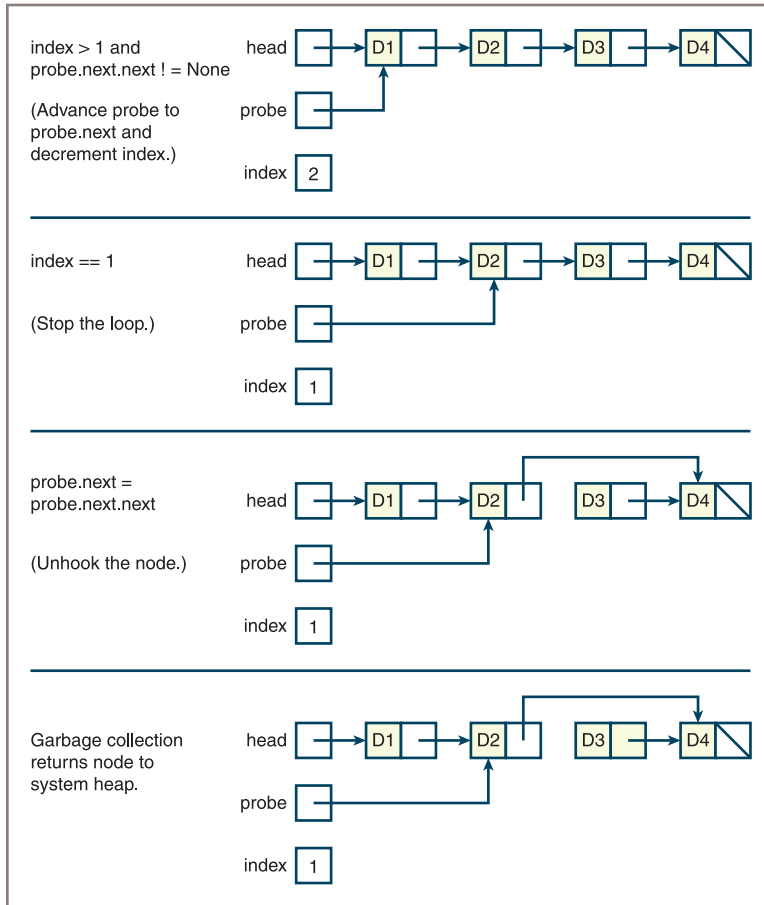 index > 1 and
probe.next.next ! = None
(Advance probe to
probe.next and
decrement index.)
head
D1
D2
D3
D4
probe
index
2
index == 1
(Stop the loop.)
head
D1
D2
D3
D4
probe
index
1
probe.next =
probe.next.next
(Unhook the node.)
head
D1
D2
D3
D4
probe
index
1
Garbage collection
returns node to
system heap.
head
D1
D2
D3
D4
probe
index
1